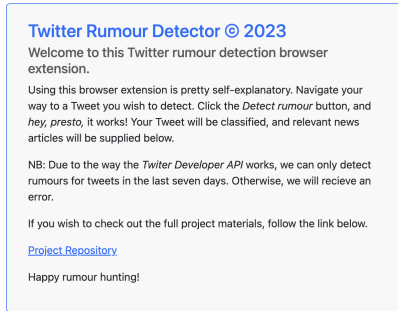 Twitter Rumour Detector © 2023
Welcome to this Twitter rumour detection browser
extension.
Using this browser extension is pretty self-explanatory. Navigate your
way to a Tweet you wish to detect. Click the Detect rumour button, and
hey, presto, it works! Your Tweet will be classified, and relevant news
articles will be supplied below.
NB: Due to the way the Twiter Developer API works, we can only detect
rumours for tweets in the last seven days. Otherwise, we will recieve an
error.
If you wish to check out the full project materials, follow the link below.
Project Repository
Happy rumour hunting!